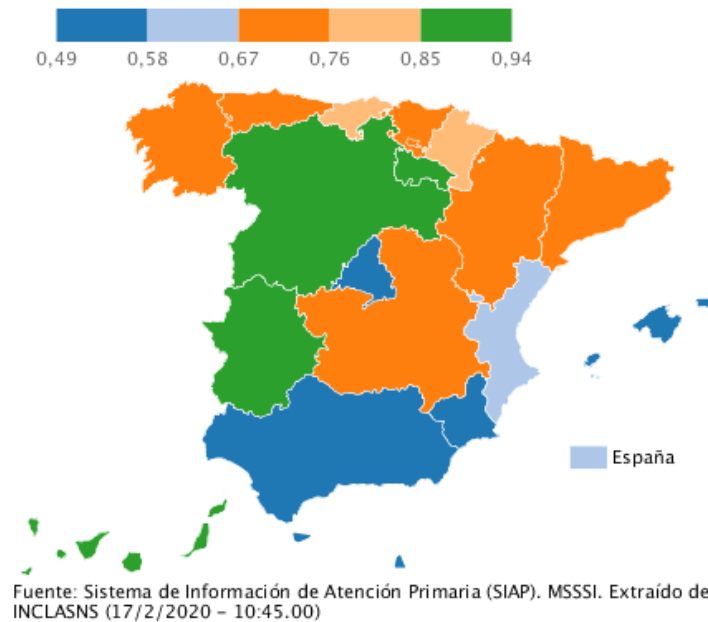 0,49 0,58 0,67 0,76 0,85 0,94
España
Fuente: Sistema de Información de Atención Primaria (SIAP). MSSSI. Extraído de
INCLASNS (17/2/2020 - 10:45.00)